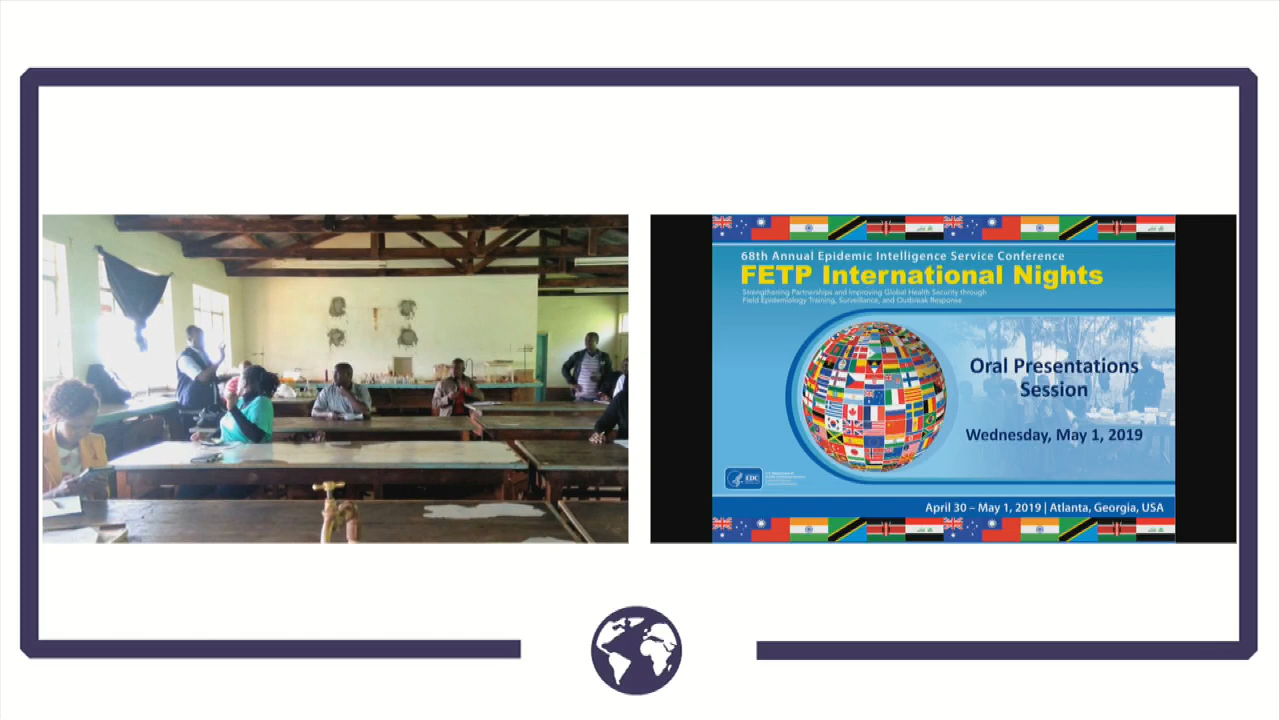 68th Annual Epidemic Intelligence Service Conference
FETP International Nights
Strengthening Partnerships and Improving Global Health Security through
Field Epidemiology Training, Surveillance, and Outbreak Response
Oral Presentations
Session
Wednesday, May 1, 2019
CDC
April 30 – May 1, 2019 | Atlanta, Georgia, USA